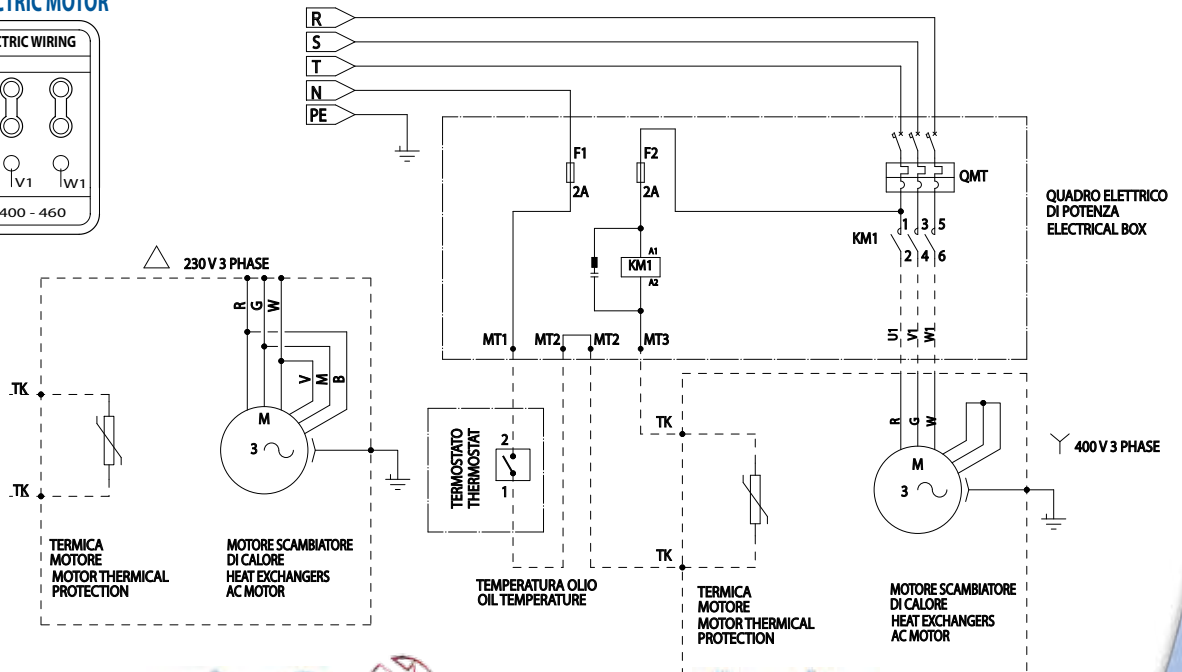 CTRIC MOTOR
CTRIC WIRING
V1 W1
400 - 460
R
S
T
N
PE
F1
2A
F2
2A
QMT
KM1
1 3 5
2 4 6
A1
KM1
A2
QUADRO ELETTRICO
DI POTENZA
ELECTRICAL BOX
MT1 MT2 MT2 MT3
U1 V1 W1
230 V 3 PHASE
R G W
V M B
TK
TK
M
3
TERMICA
MOTORE
MOTOR THERMICAL
PROTECTION
MOTORE SCAMBIATORE
DI CALORE
HEAT EXCHANGERS
AC MOTOR
TERMOSTATO
THERMOSTAT
2
1
TEMPERATURA OLIO
OIL TEMPERATURE
TK
TK
TERMICA
MOTORE
MOTOR THERMICAL
PROTECTION
R G W
M
3
400 V 3 PHASE
MOTORE SCAMBIATORE
DI CALORE
HEAT EXCHANGERS
AC MOTOR